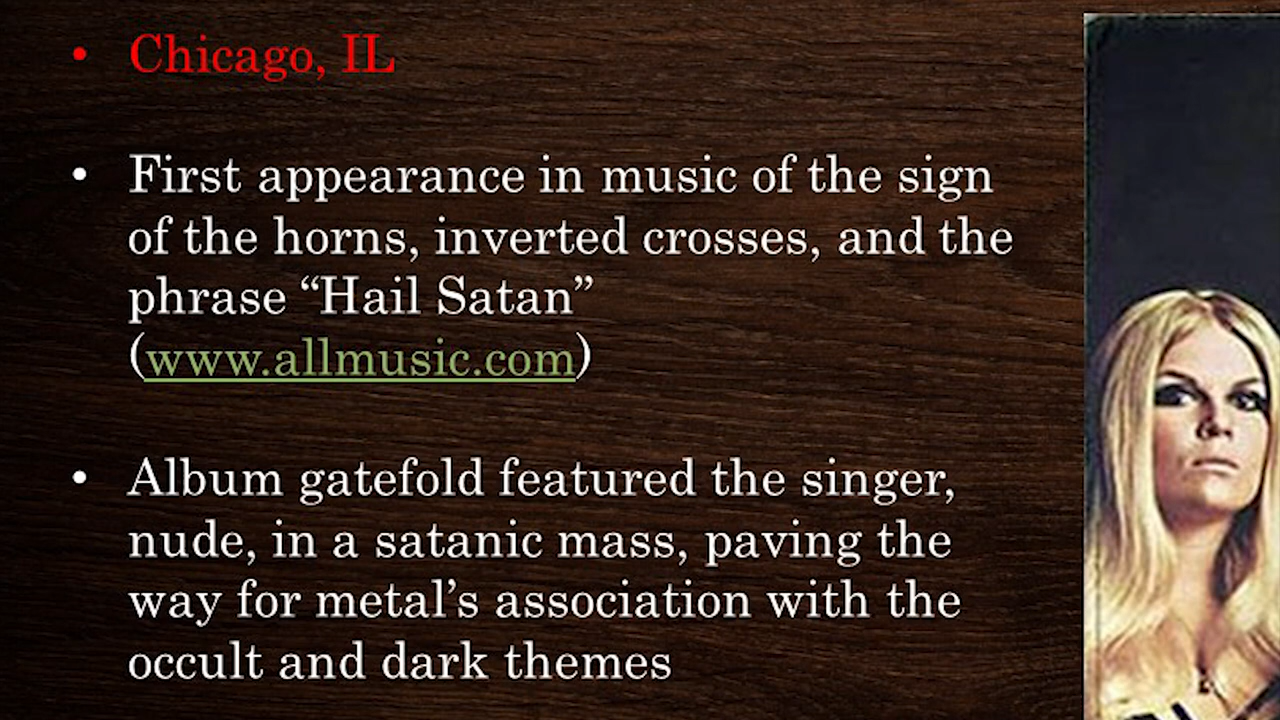 • Chicago, IL
• First appearance in music of the sign
of the horns, inverted crosses, and the
phrase “Hail Satan”
(www.allmusic.com)
• Album gatefold featured the singer,
nude, in a satanic mass, paving the
way for metal’s association with the
occult and dark themes